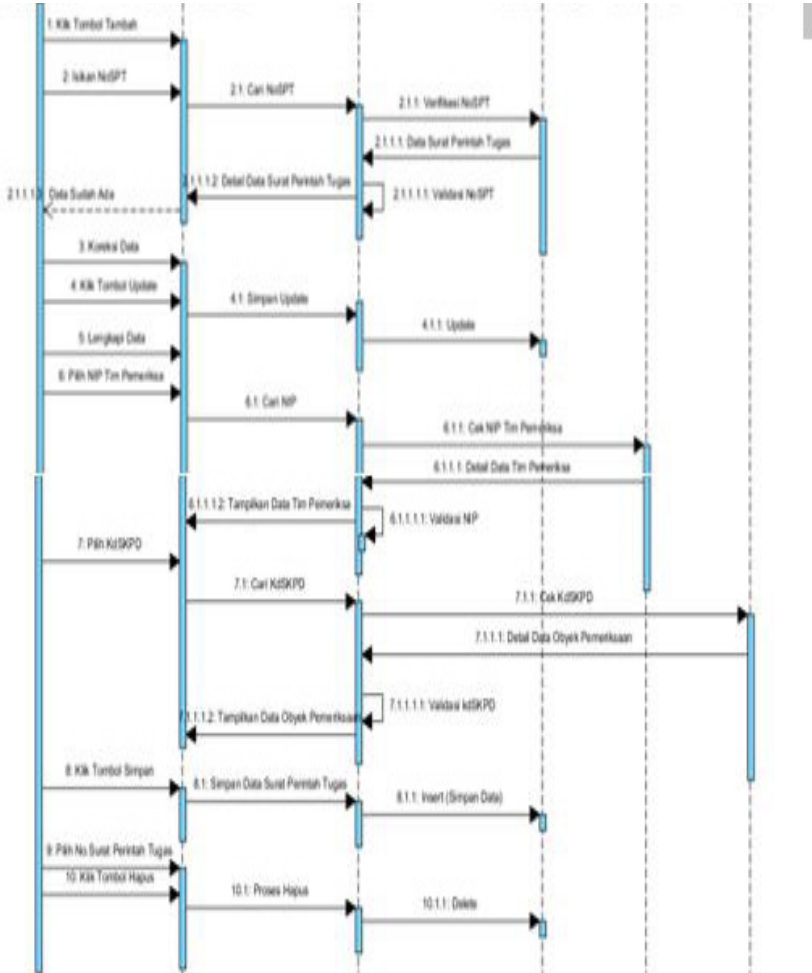 1: Klik Tombol Tambah
2: Isikan NoSPT
2.1: Cari NoSPT
2.1.1: Verifikasi NoSPT
2.1.1.1: Data Surat Perintah Tugas
2.1.1.1.2: Detail Data Surat Perintah Tugas
2.1.1.1.1: Validasi NoSPT
Data Sudah Ada
3: Koreksi Data
4: Klik Tombol Update
4.1: Simpan Update
4.1.1: Update
5: Lengkapi Data
6: Pilih NIP Tim Pemeriksa
6.1: Cari NIP
6.1.1: Cek NIP Tim Pemeriksa
6.1.1.1: Detail Data Tim Pemeriksa
6.1.1.1.2: Tampilkan Data Tim Pemeriksa
6.1.1.1.1: Validasi NIP
7: Pilih KdSKPD
7.1: Cari KdSKPD
7.1.1: Cek KdSKPD
7.1.1.1: Detail Data Obyek Pemeriksaan
7.1.1.1.1: Validasi kdSKPD
7.1.1.1.2: Tampilkan Data Obyek Pemeriksaan
8: Klik Tombol Simpan
8.1: Simpan Data Surat Perintah Tugas
8.1.1: Insert (Simpan Data)
9: Pilih No Surat Perintah Tugas
10: Klik Tombol Hapus
10.1: Proses Hapus
10.1.1: Delete